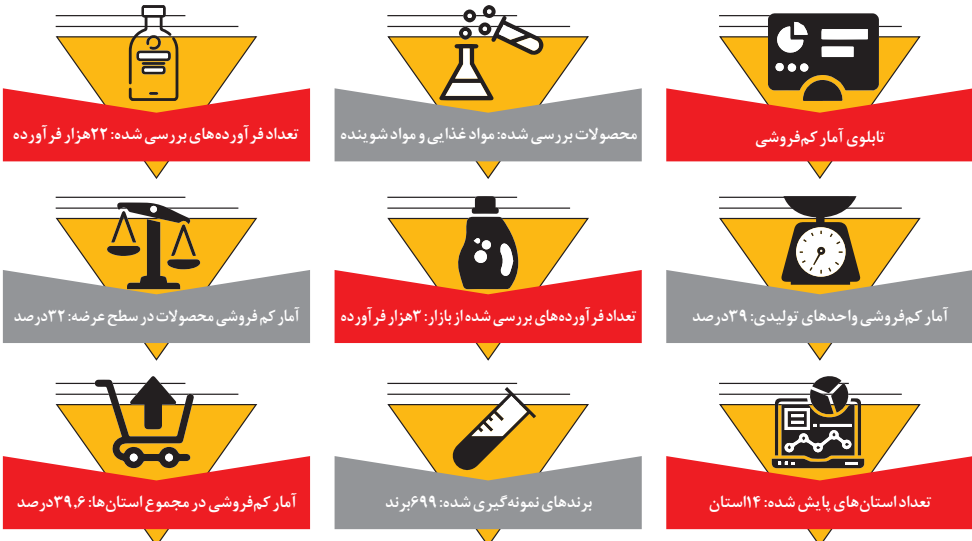 تابلوی آمار کم‌فروشی
محصولات بررسی شده: مواد غذایی و مواد شوینده
تعداد فرآورده‌های بررسی شده: ۲۲هزار فرآورده
آمار کم‌فروشی واحدهای تولیدی: ۳۹درصد
تعداد فرآورده‌های بررسی شده از بازار: ۳هزار فرآورده
آمار کم فروشی محصولات در سطح عرضه: ۳۲درصد
تعداد استان‌های پایش شده: ۱۴استان
برندهای نمونه‌گیری شده: ۶۹۹برند
آمار کم‌فروشی در مجموع استان‌ها: ۳۹٫۶درصد